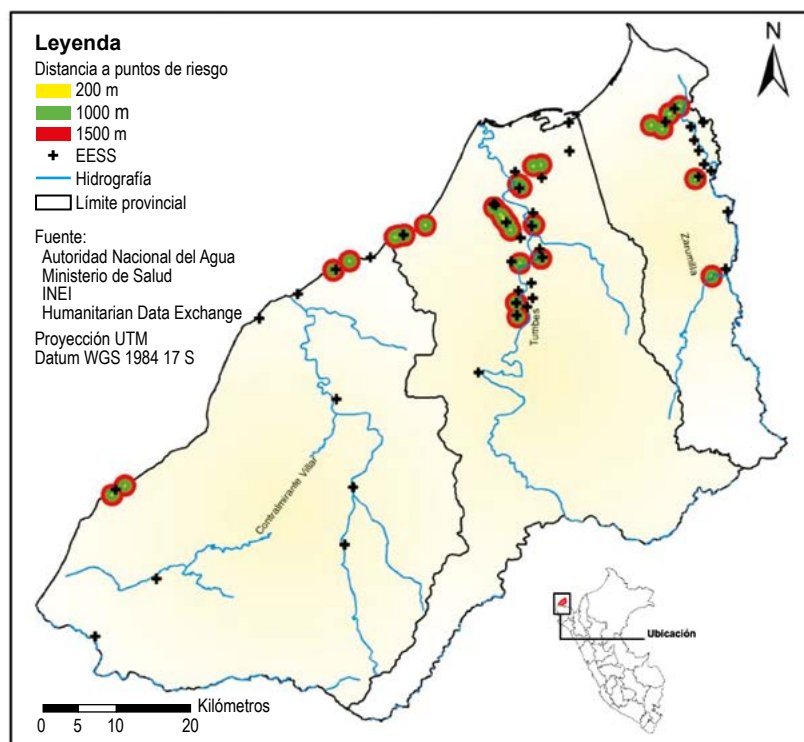 Leyenda
Distancia a puntos de riesgo
200 m
1000 m
1500 m
EESS
Hidrografía
Límite provincial
Fuente:
Autoridad Nacional del Agua
Ministerio de Salud
INEI
Humanitarian Data Exchange
Proyección UTM
Datum WGS 1984 17 S
N
Zarumilla
Tumbes
Contralmirante Villar
Ubicación
Kilómetros
0 5 10 20